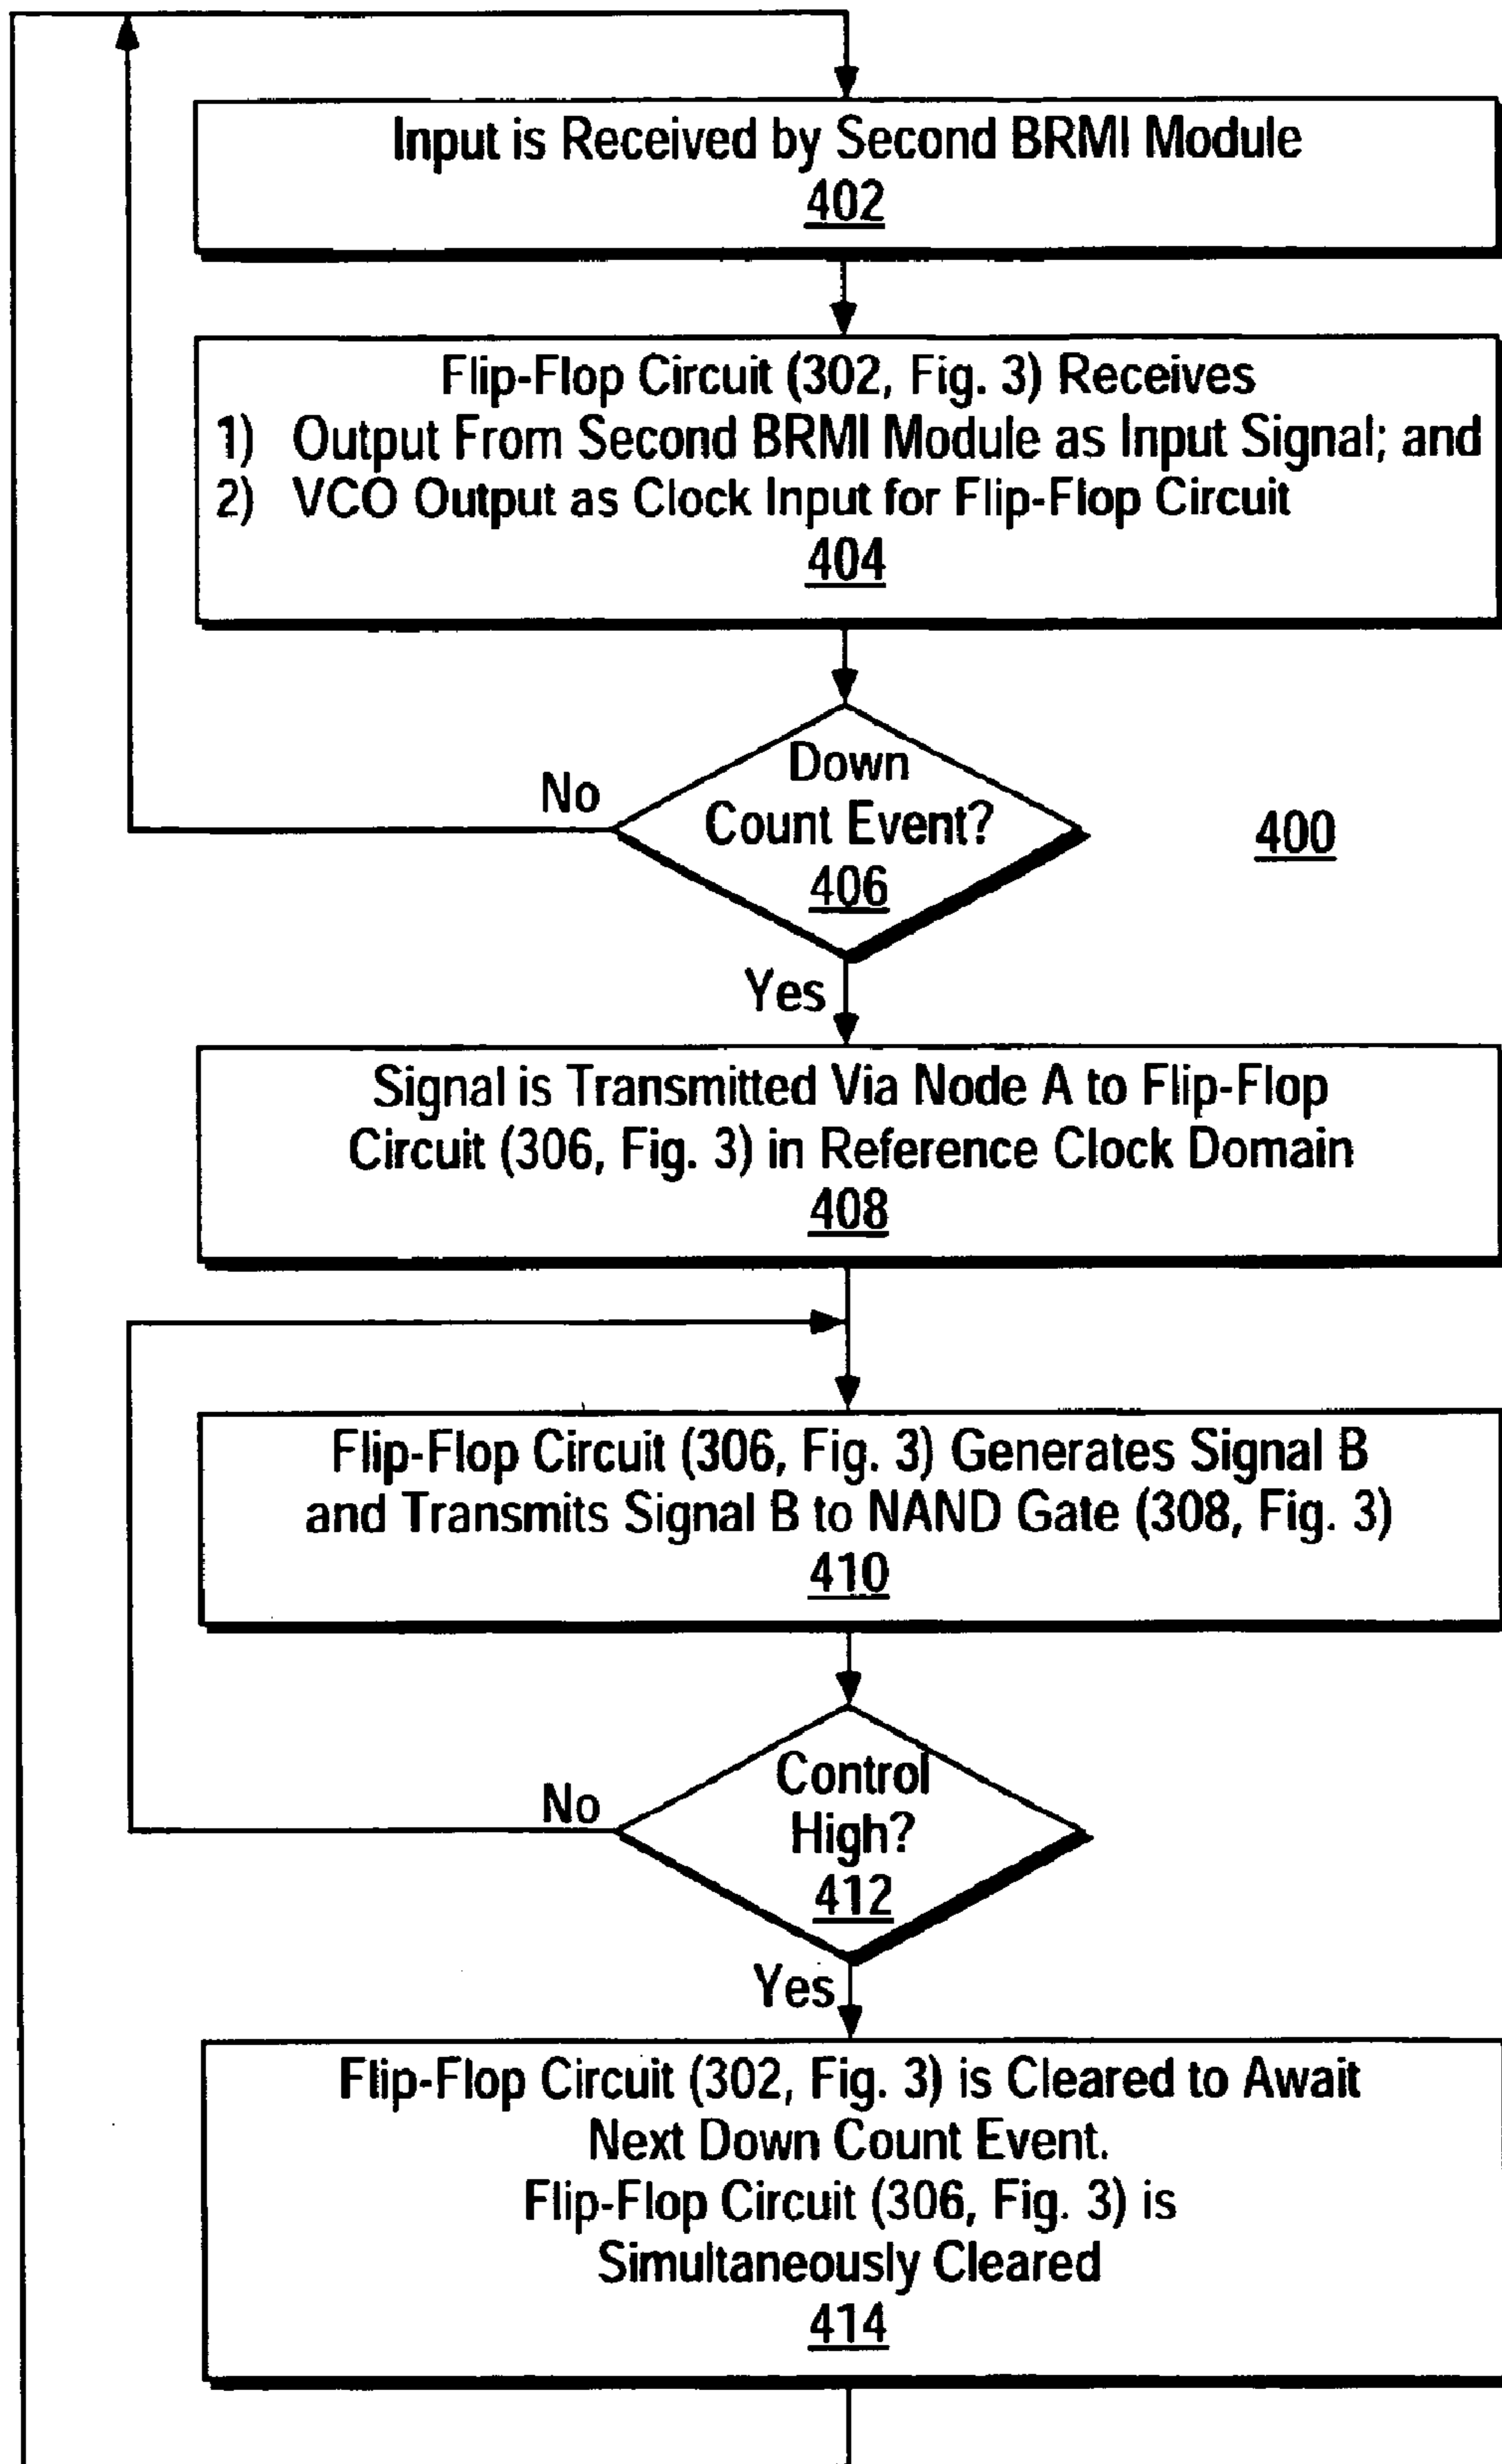 Input is Received by Second BRMI Module
402
Flip-Flop Circuit (302, Fig. 3) Receives
1) Output From Second BRMI Module as Input Signal; and
2) VCO Output as Clock Input for Flip-Flop Circuit
404
Down
Count Event?
406
No
400
Yes
Signal is Transmitted Via Node A to Flip-Flop
Circuit (306, Fig. 3) in Reference Clock Domain
408
Flip-Flop Circuit (306, Fig. 3) Generates Signal B
and Transmits Signal B to NAND Gate (308, Fig. 3)
410
Control
High?
412
No
Yes
Flip-Flop Circuit (302, Fig. 3) is Cleared to Await
Next Down Count Event.
Flip-Flop Circuit (306, Fig. 3) is
Simultaneously Cleared
414